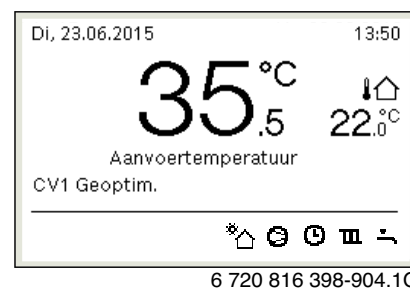 Di, 23.06.2015 13:50
35.5 °C
22.0 °C
Aanvoertemperatuur
CV1 Geoptim.
6 720 816 398-904.1O